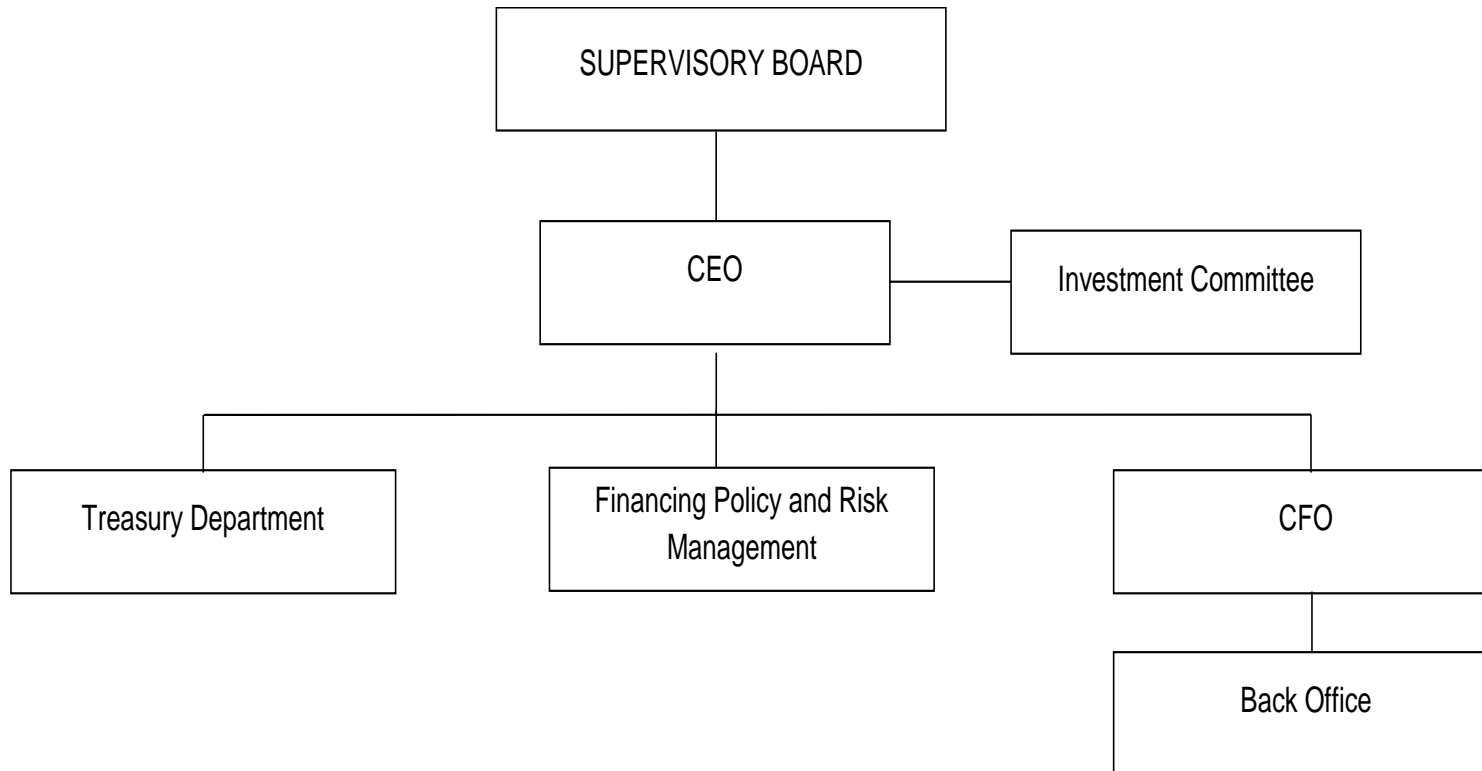 SUPERVISORY BOARD
CEO
Investment Committee
Treasury Department
Financing Policy and Risk
Management
CFO
Back Office